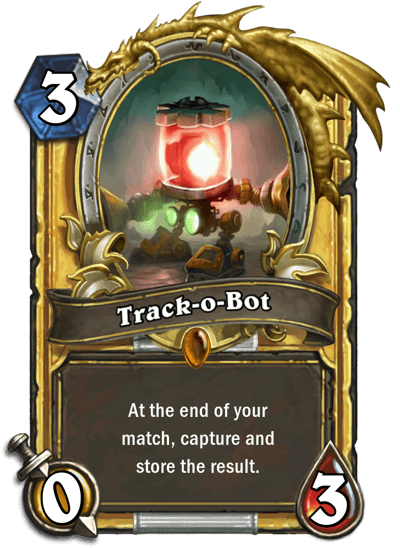 3
Track-o-Bot
At the end of your
match, capture and
store the result.
0
3